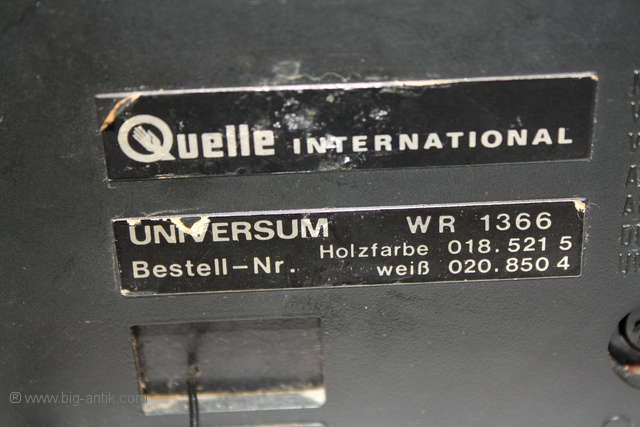 Quelle INTERNATIONAL
UNIVERSUM WR 1366
Bestell-Nr. Holzfarbe 018.521 5
weiß 020.850 4
® www.big-antik.com